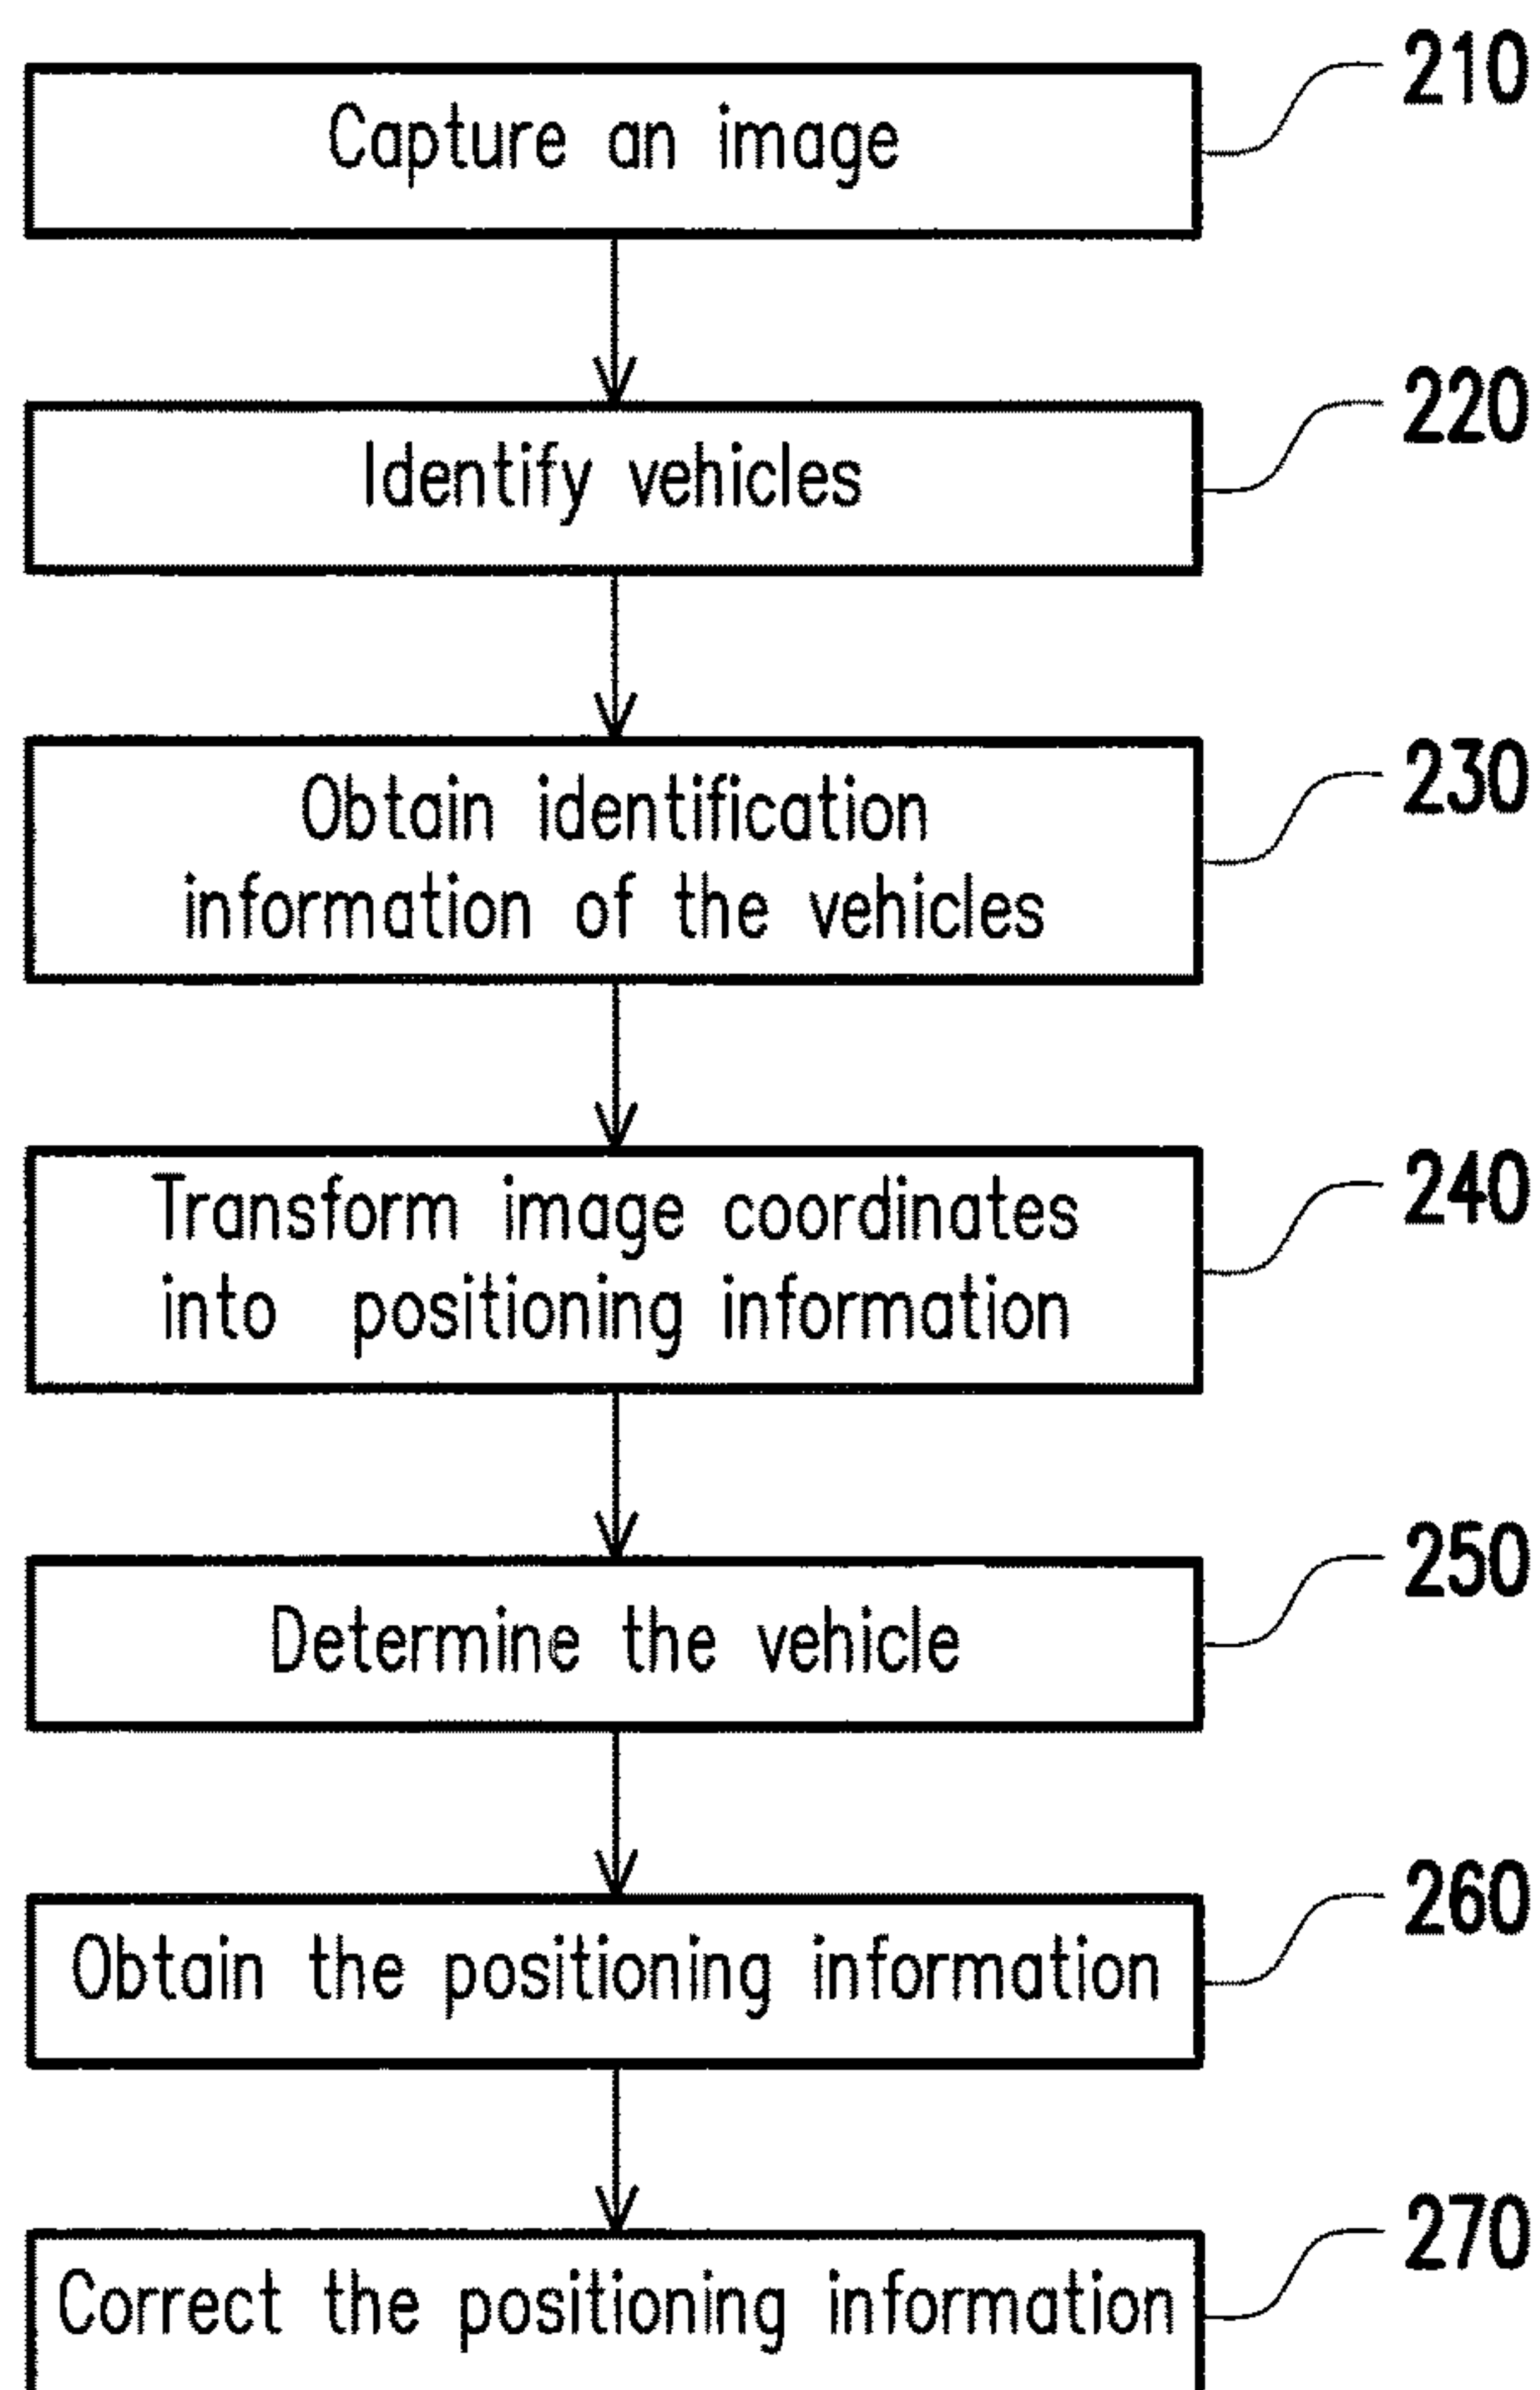 210
Capture an image
220
Identify vehicles
230
Obtain identification
information of the vehicles
240
Transform image coordinates
into positioning information
250
Determine the vehicle
260
Obtain the positioning information
270
Correct the positioning information